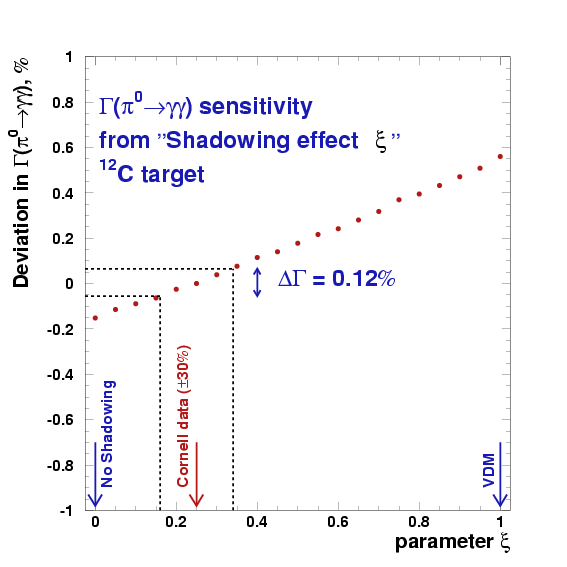 Deviation in Γ(π⁰→γγ), %
1
0.8
0.6
0.4
0.2
0
-0.2
-0.4
-0.6
-0.8
-1
Γ(π⁰→γγ) sensitivity
from ”Shadowing effect ξ ”
¹²C target
ΔΓ = 0.12%
No Shadowing
Cornell data (±30%)
VDM
0 0.2 0.4 0.6 0.8 1
parameter ξ